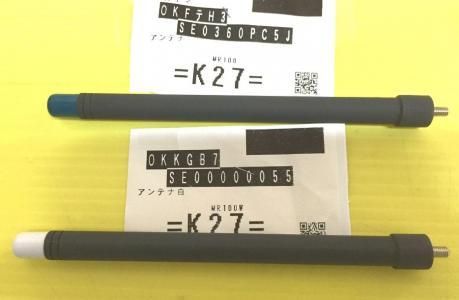 OKFテH3
SE0360PC5J
アンテナ
MR100
=K27=
OKKGB7
SE00000055
アンテナ白
MR100W
=K27=